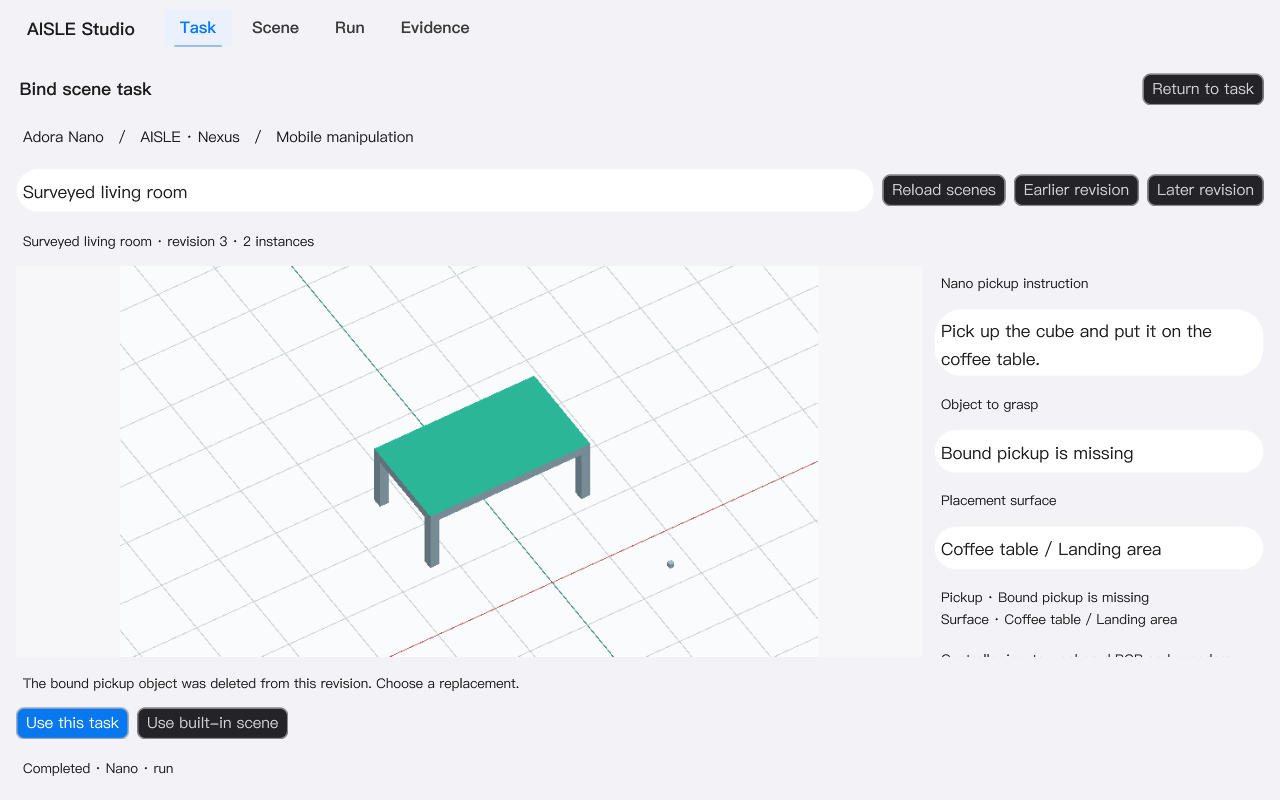 AISLE Studio
Task
Scene
Run
Evidence
Bind scene task
Return to task
Adora Nano / AISLE · Nexus / Mobile manipulation
Surveyed living room
Reload scenes
Earlier revision
Later revision
Surveyed living room · revision 3 · 2 instances
Nano pickup instruction
Pick up the cube and put it on the
coffee table.
Object to grasp
Bound pickup is missing
Placement surface
Coffee table / Landing area
Pickup · Bound pickup is missing
Surface · Coffee table / Landing area
The bound pickup object was deleted from this revision. Choose a replacement.
Use this task
Use built-in scene
Completed · Nano · run